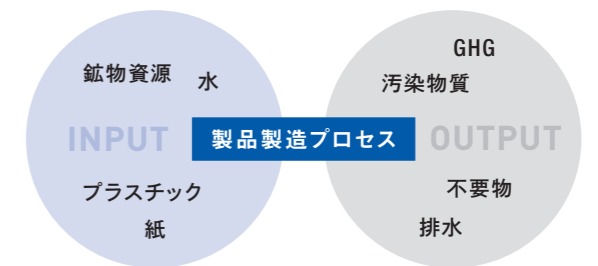 鉱物資源
水
INPUT
プラスチック
紙
製品製造プロセス
GHG
汚染物質
OUTPUT
不要物
排水